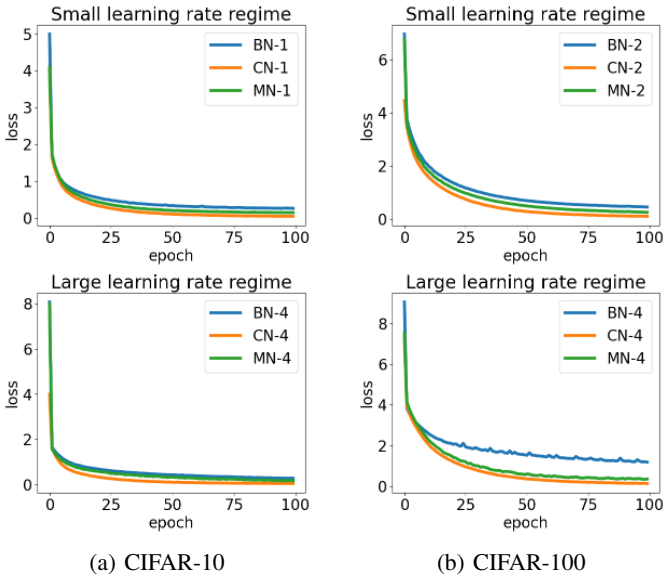 Small learning rate regime
5
4
3
2
1
0
loss
BN-1
CN-1
MN-1
0 25 50 75 100
epoch
Small learning rate regime
6
4
2
0
loss
BN-2
CN-2
MN-2
0 25 50 75 100
epoch
Large learning rate regime
8
6
4
2
0
loss
BN-4
CN-4
MN-4
0 25 50 75 100
epoch
Large learning rate regime
8
6
4
2
0
loss
BN-4
CN-4
MN-4
0 25 50 75 100
epoch
(a) CIFAR-10
(b) CIFAR-100